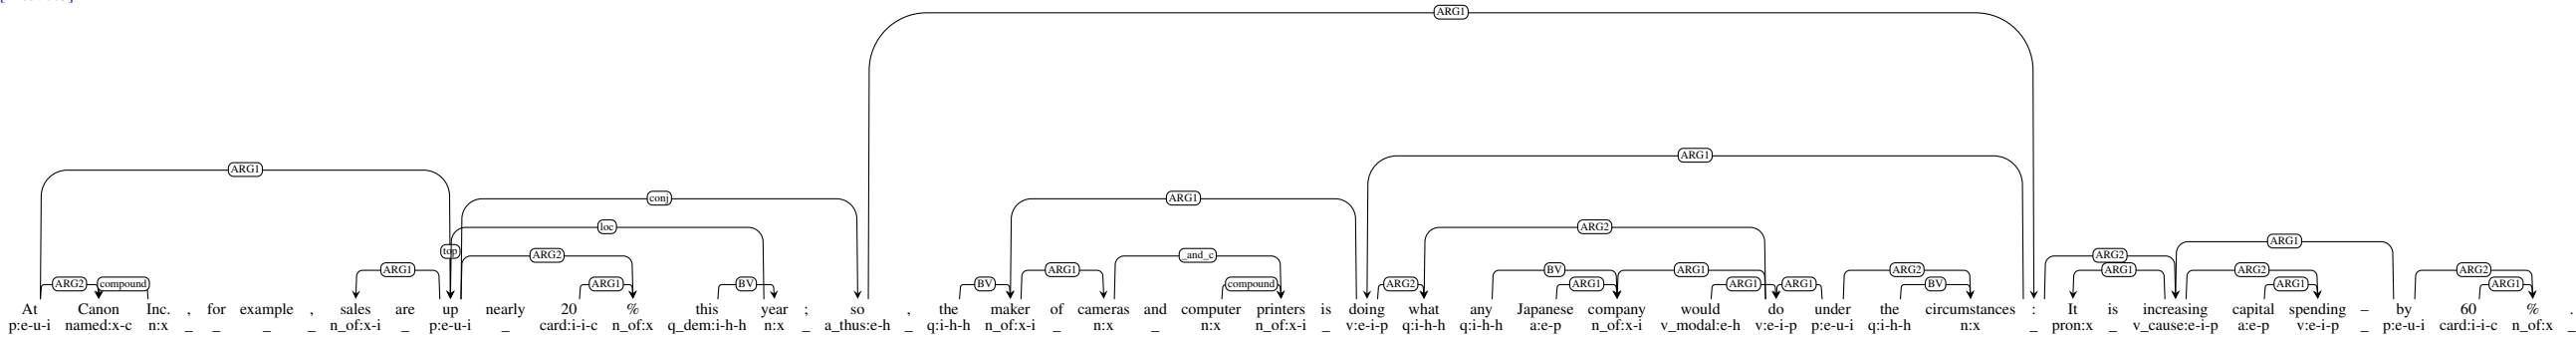 ARG1
ARG1
ARG1
conj ARG1
loc ARG2
ARG1
top
ARG2 _and_c ARG2
ARG1 ARG1 BV ARG1 ARG2 ARG1 ARG2 ARG2
ARG2 compound ARG1 BV BV compound ARG2 ARG1 ARG1 ARG1 BV ARG1 ARG1
At Canon Inc. , for example , sales are up nearly 20 % this year ; so , the maker of cameras and computer printers is doing what any Japanese company would do under the circumstances : It is increasing capital spending – by 60 % .
p:e-u-i named:x-c n:x _ _ _ _ n_of:x-i _ p:e-u-i _ card:i-i-c n_of:x q_dem:i-h-h n:x _ a_thus:e-h _ q:i-h-h n_of:x-i _ n:x _ n:x n_of:x-i _ v:e-i-p q:i-h-h q:i-h-h a:e-p n_of:x-i v_modal:e-h v:e-i-p p:e-u-i q:i-h-h n:x _ pron:x _ v_cause:e-i-p a:e-p v:e-i-p _ p:e-u-i card:i-i-c n_of:x _